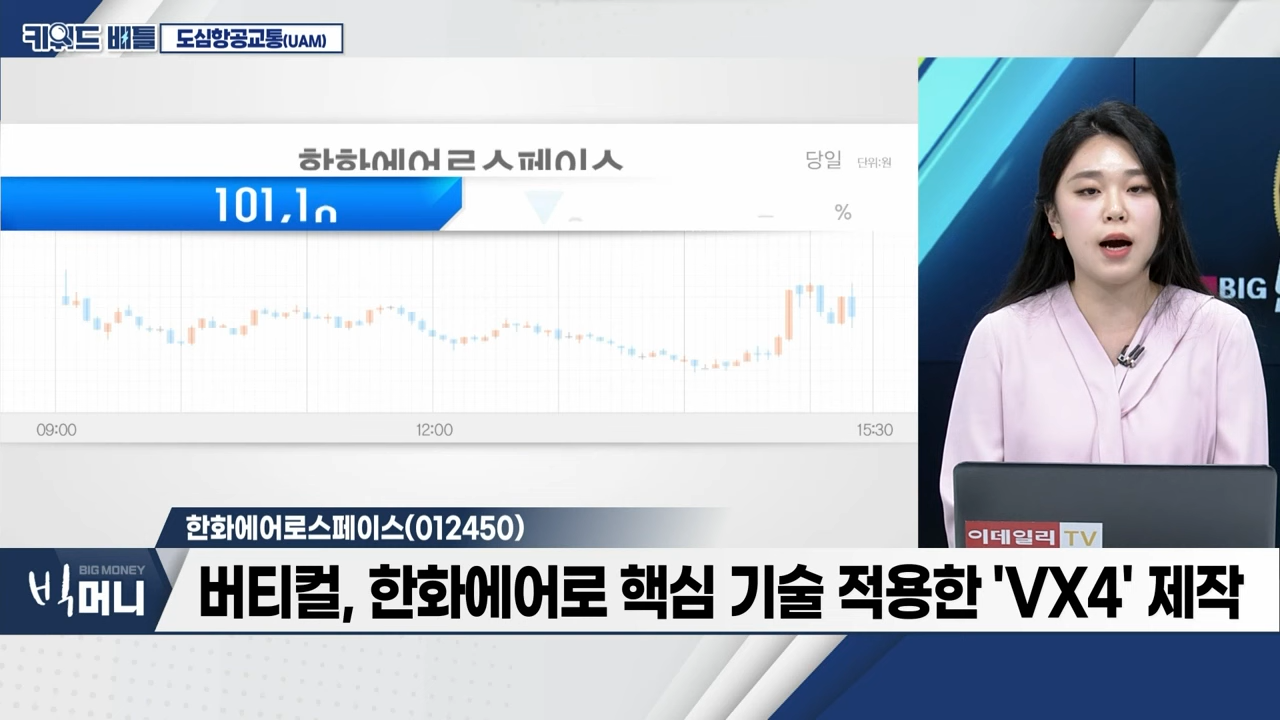 키워드 배틀
도심항공교통(UAM)
한화에어로스페이스
당일 단위:원
%
09:00 12:00 15:30
BIG
이데일리 TV
한화에어로스페이스(012450)
BIG MONEY
빅머니
버티컬, 한화에어로 핵심 기술 적용한 'VX4' 제작